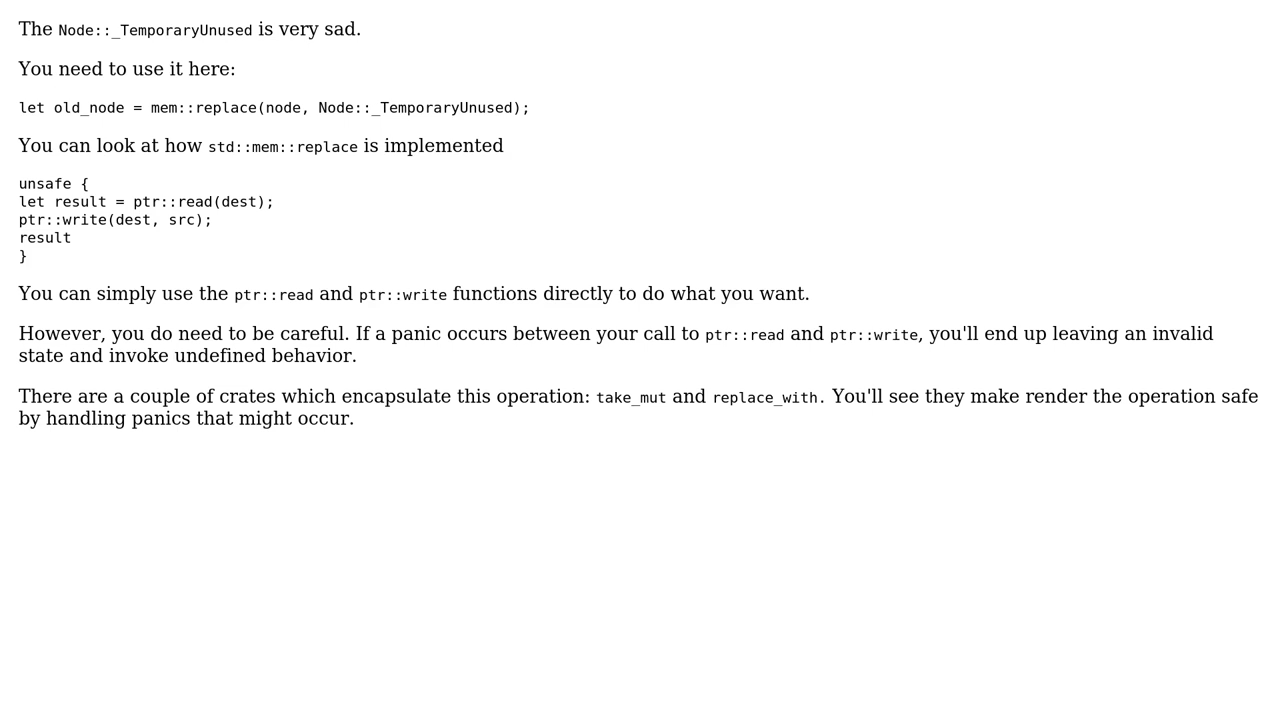 The Node::_TemporaryUnused is very sad.
You need to use it here:
let old_node = mem::replace(node, Node::_TemporaryUnused);
You can look at how std::mem::replace is implemented
unsafe {
let result = ptr::read(dest);
ptr::write(dest, src);
result
}
You can simply use the ptr::read and ptr::write functions directly to do what you want.
However, you do need to be careful. If a panic occurs between your call to ptr::read and ptr::write, you'll end up leaving an invalid
state and invoke undefined behavior.
There are a couple of crates which encapsulate this operation: take_mut and replace_with. You'll see they make render the operation safe
by handling panics that might occur.